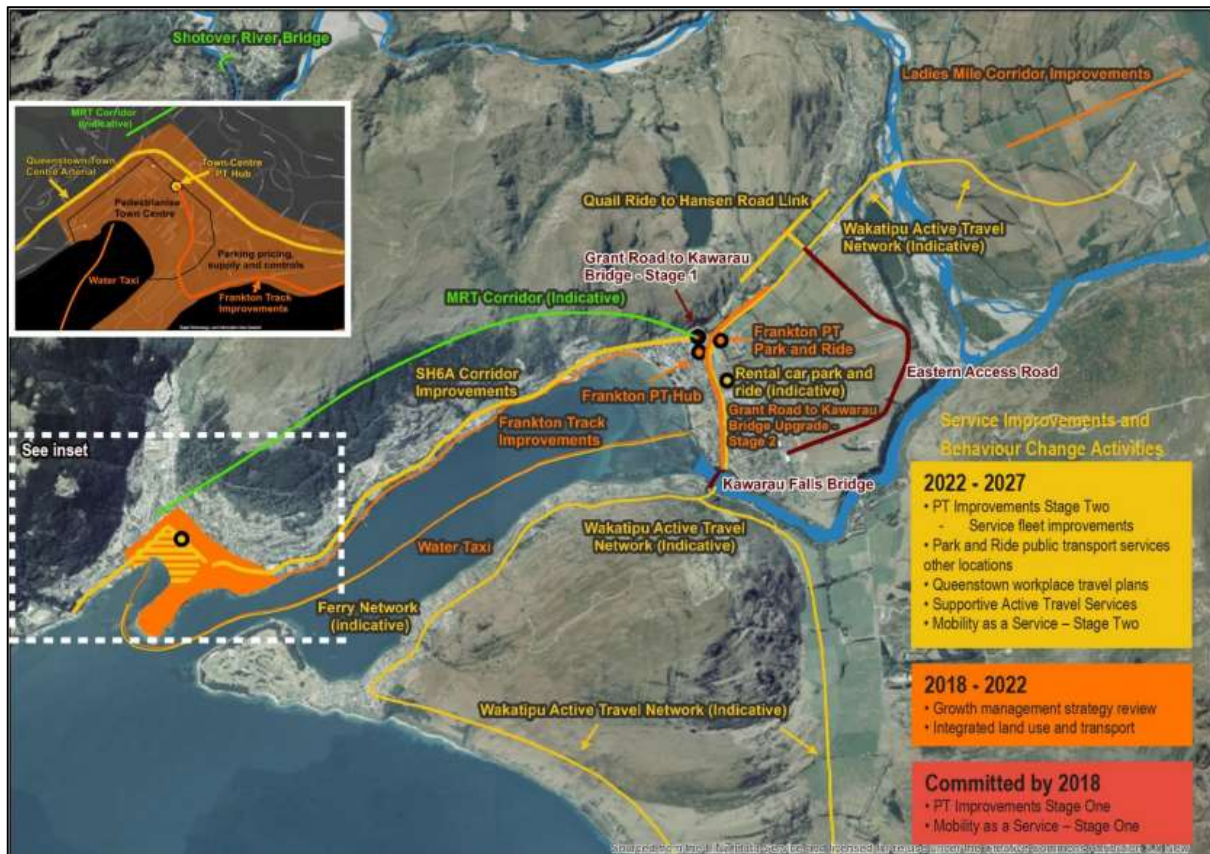 Shotover River Bridge
Ladies Mile Corridor Improvements
MRT Corridor
(Indicative)
Queenstown Town
Centre Arterial
Town Centre
PT Hub
Pedestrianise
Town Centre
Parking pricing,
supply and controls
Water Taxi
Frankton Track
Improvements
Quail Ride to Hansen Road Link
Wakatipu Active Travel
Network (Indicative)
Grant Road to Kawarau
Bridge - Stage 1
MRT Corridor (Indicative)
Frankton PT
Park and Ride
SH6A Corridor
Improvements
Rental car park and
ride (indicative)
Eastern Access Road
Frankton PT Hub
Grant Road to Kawarau
Bridge Upgrade -
Stage 2
Frankton Track
Improvements
See inset
Kawarau Falls Bridge
Wakatipu Active Travel
Network (Indicative)
Water Taxi
Ferry Network
(indicative)
Wakatipu Active Travel Network (Indicative)
Service Improvements and
Behaviour Change Activities
2022 - 2027
• PT Improvements Stage Two
- Service fleet improvements
• Park and Ride public transport services
other locations
• Queenstown workplace travel plans
• Supportive Active Travel Services
• Mobility as a Service – Stage Two
2018 - 2022
• Growth management strategy review
• Integrated land use and transport
Committed by 2018
• PT Improvements Stage One
• Mobility as a Service – Stage One